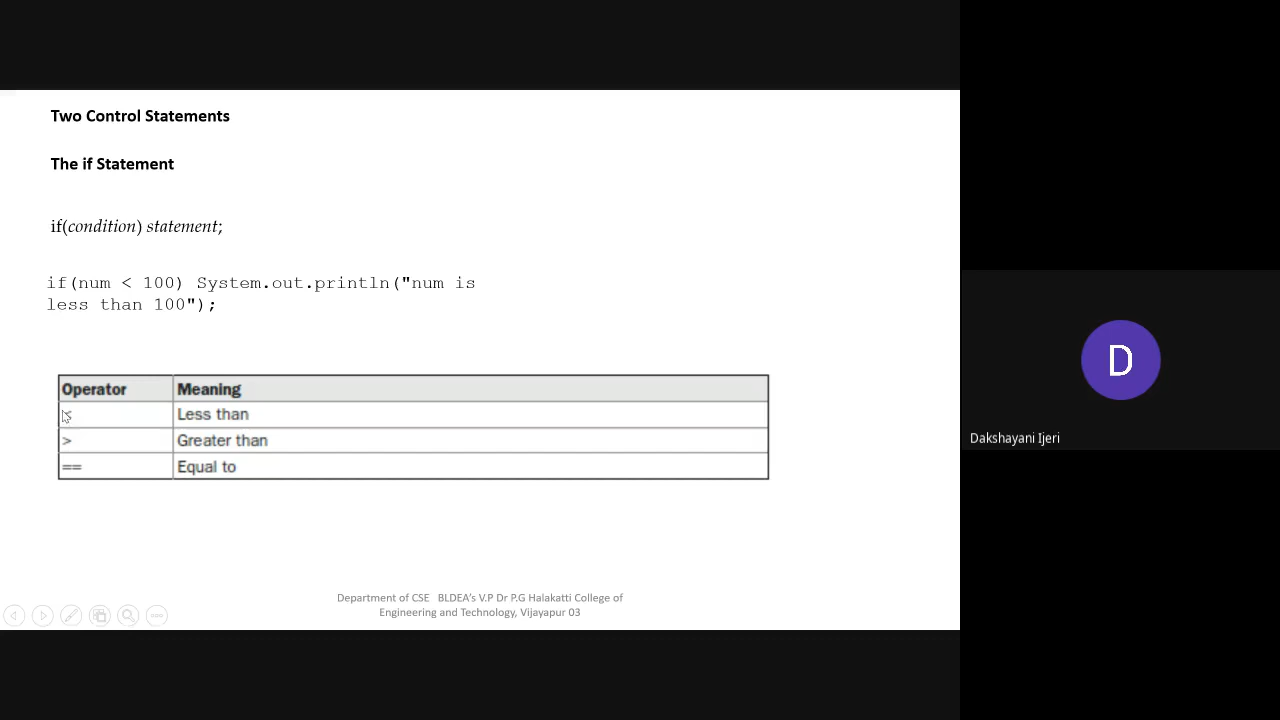 Two Control Statements
The if Statement
if(condition) statement;
if(num < 100) System.out.println("num is
less than 100");
Operator Meaning
< Less than
> Greater than
== Equal to
Department of CSE BLDEA's V.P Dr P.G Halakatti College of
Engineering and Technology, Vijayapur 03
D
Dakshayani Ijeri